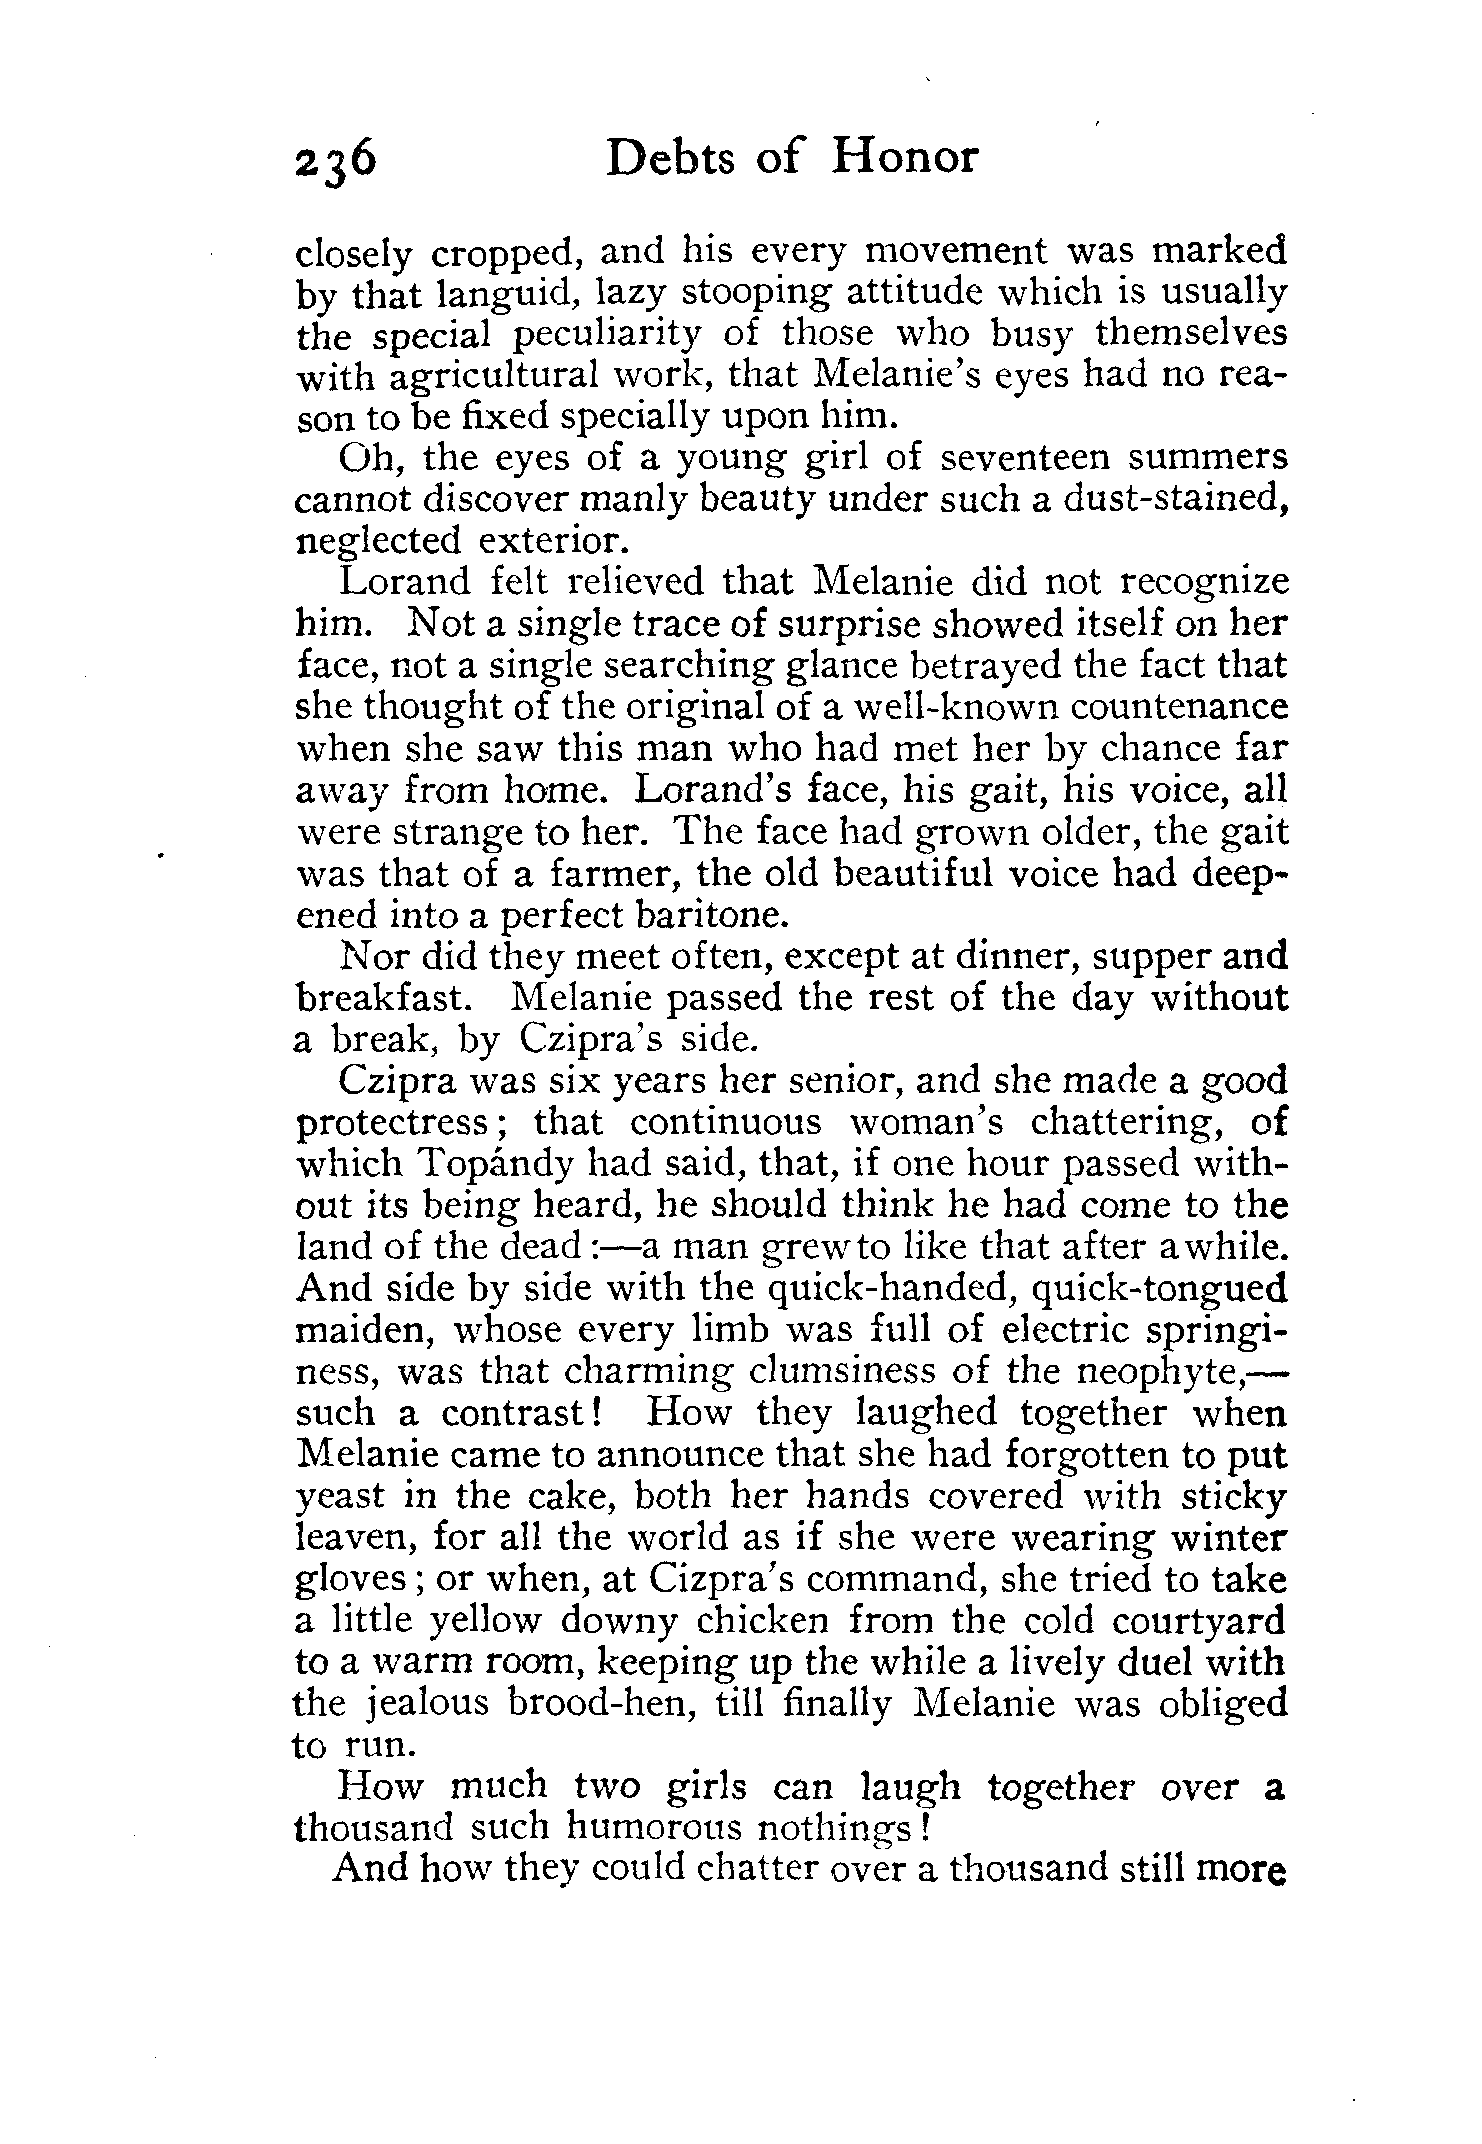 236 Debts of Honor
closely cropped, and his every movement was marked
by that languid, lazy stooping attitude which is usually
the special peculiarity of those who busy themselves
with agricultural work, that Melanie's eyes had no rea-
son to be fixed specially upon him.
Oh, the eyes of a young girl of seventeen summers
cannot discover manly beauty under such a dust-stained,
neglected exterior.
Lorand felt relieved that Melanie did not recognize
him. Not a single trace of surprise showed itself on her
face, not a single searching glance betrayed the fact that
she thought of the original of a well-known countenance
when she saw this man who had met her by chance far
away from home. Lorand's face, his gait, his voice, all
were strange to her. The face had grown older, the gait
was that of a farmer, the old beautiful voice had deep-
ened into a perfect baritone.
Nor did they meet often, except at dinner, supper and
breakfast. Melanie passed the rest of the day without
a break, by Czipra's side.
Czipra was six years her senior, and she made a good
protectress; that continuous woman's chattering, of
which Topándy had said, that, if one hour passed with-
out its being heard, he should think he had come to the
land of the dead:—a man grew to like that after awhile.
And side by side with the quick-handed, quick-tongued
maiden, whose every limb was full of electric springi-
ness, was that charming clumsiness of the neophyte,—
such a contrast! How they laughed together when
Melanie came to announce that she had forgotten to put
yeast in the cake, both her hands covered with sticky
leaven, for all the world as if she were wearing winter
gloves; or when, at Cizpra's command, she tried to take
a little yellow downy chicken from the cold courtyard
to a warm room, keeping up the while a lively duel with
the jealous brood-hen, till finally Melanie was obliged
to run.
How much two girls can laugh together over a
thousand such humorous nothings!
And how they could chatter over a thousand still more